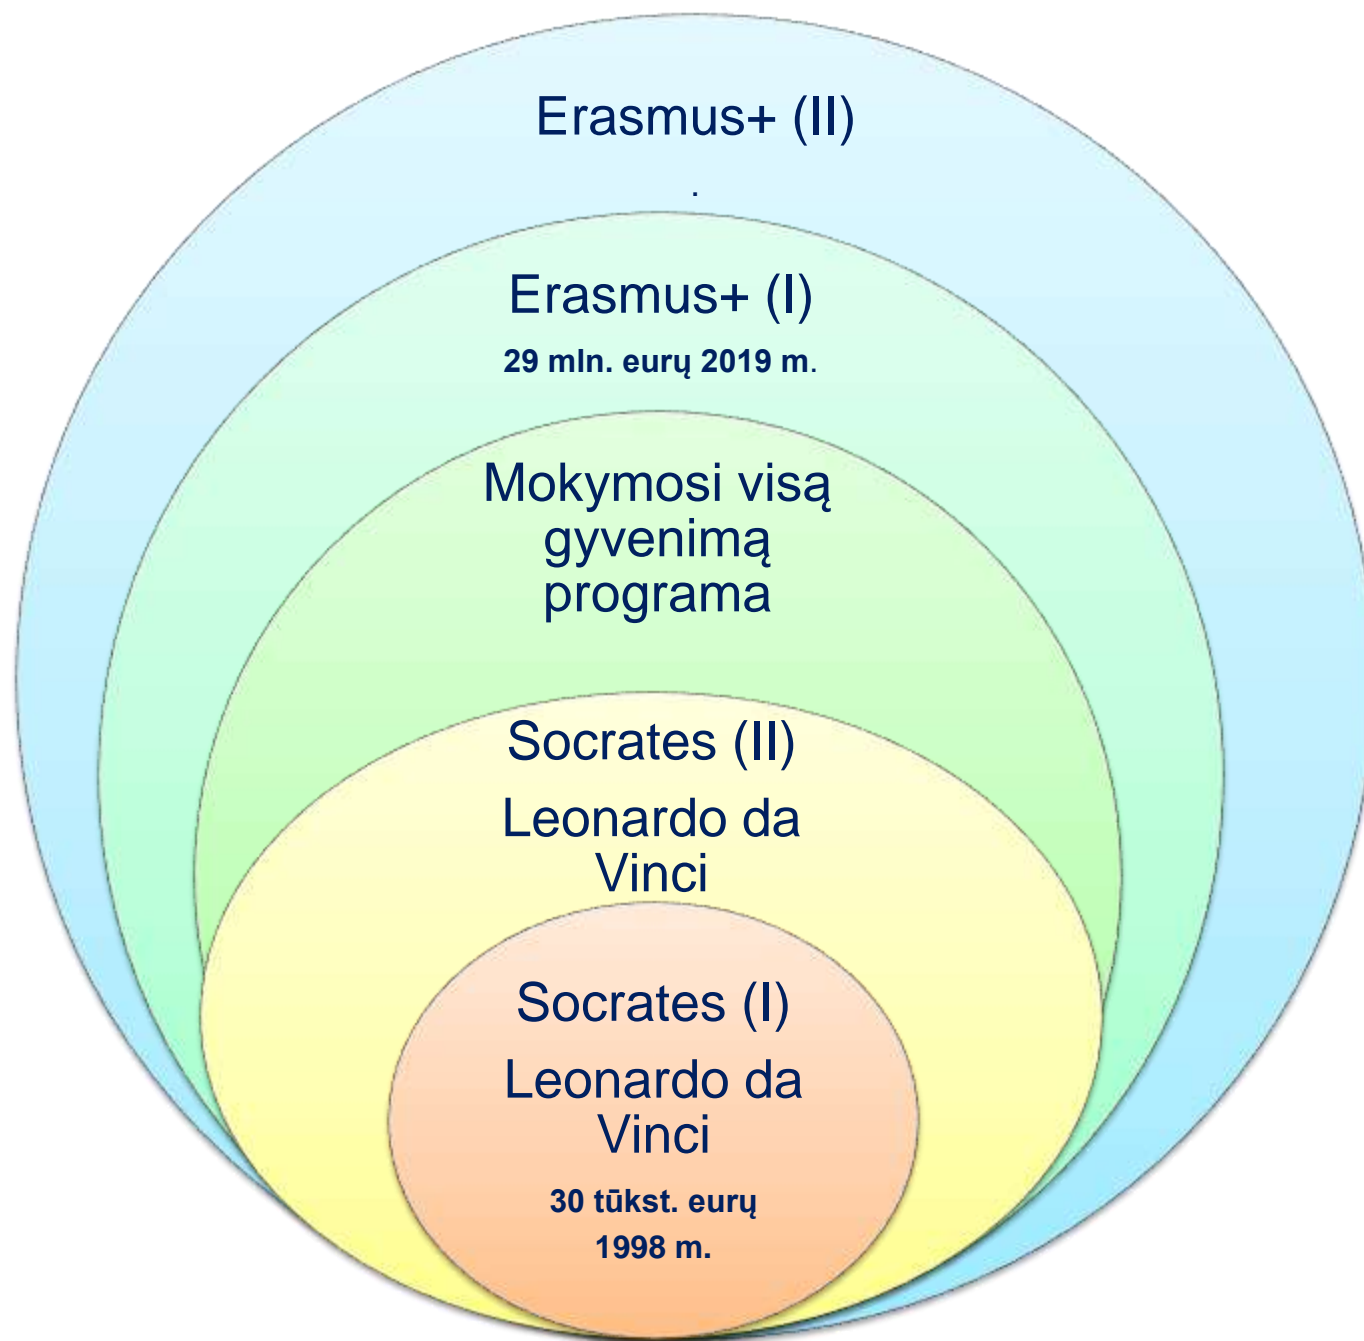 Erasmus+ (II)
.
Erasmus+ (I)
29 mln. eurų 2019 m.
Mokymosi visą
gyvenimą
programa
Socrates (II)
Leonardo da
Vinci
Socrates (I)
Leonardo da
Vinci
30 tūkst. eurų
1998 m.